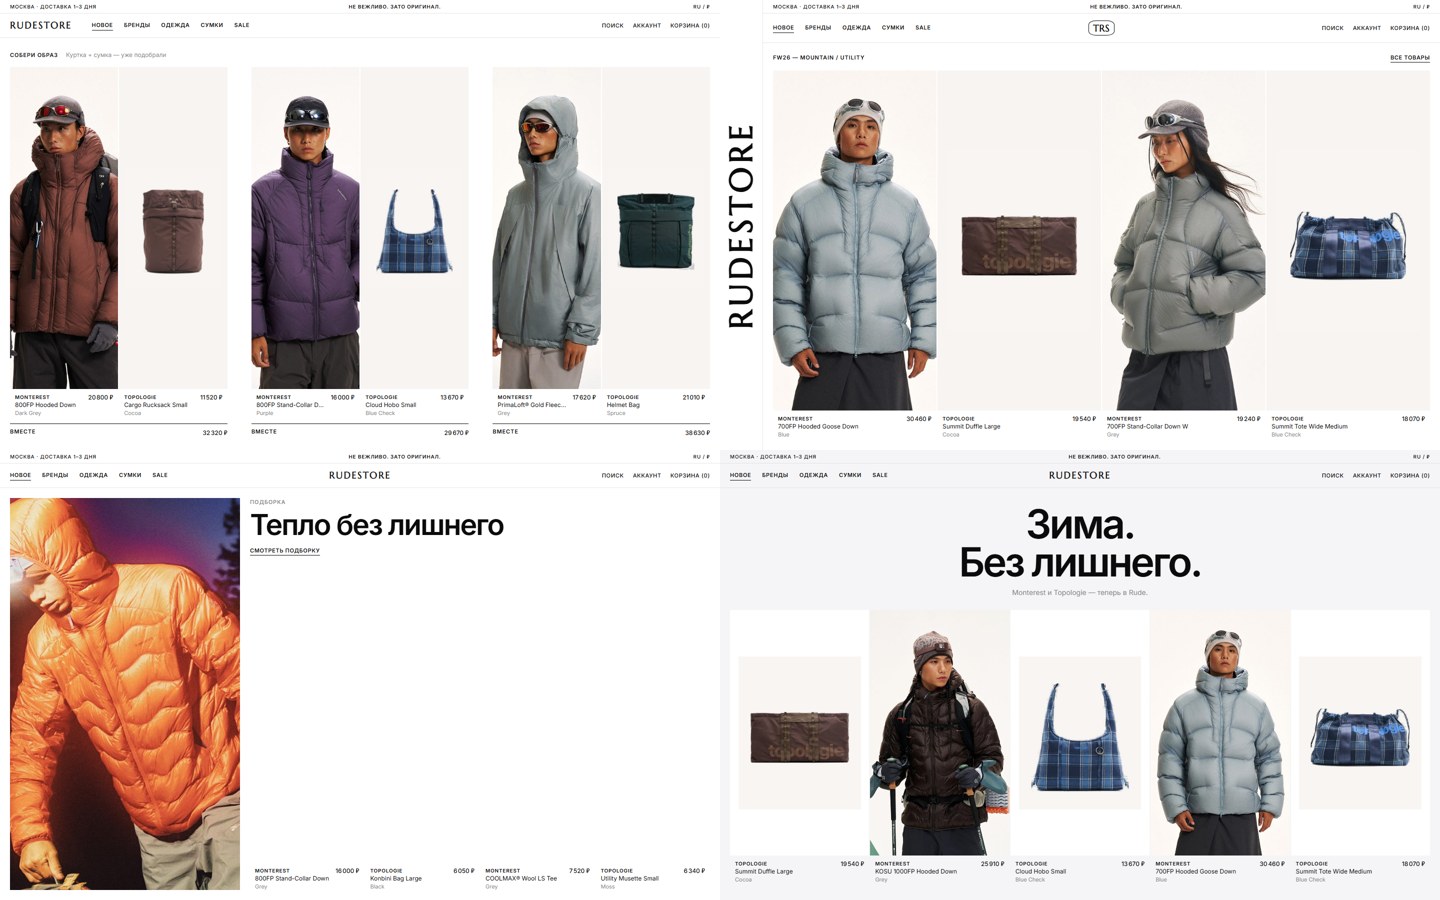 МОСКВА · ДОСТАВКА 1–3 ДНЯ
НЕ ВЕЖЛИВО. ЗАТО ОРИГИНАЛ.
RU / ₽
RUDESTORE
НОВОЕ БРЕНДЫ ОДЕЖДА СУМКИ SALE
ПОИСК АККАУНТ КОРЗИНА (0)
СОБЕРИ ОБРАЗ Куртка + сумка — уже подобрали
MONTEREST 20 800 ₽
800FP Hooded Down
Dark Grey
TOPOLOGIE 11 520 ₽
Cargo Rucksack Small
Cocoa
ВМЕСТЕ 32 320 ₽
MONTEREST 16 000 ₽
800FP Stand-Collar D...
Purple
TOPOLOGIE 13 670 ₽
Cloud Hobo Small
Blue Check
ВМЕСТЕ 29 670 ₽
MONTEREST 17 620 ₽
PrimaLoft® Gold Fleec...
Grey
TOPOLOGIE 21 010 ₽
Helmet Bag
Spruce
ВМЕСТЕ 38 630 ₽
RUDESTORE
МОСКВА · ДОСТАВКА 1–3 ДНЯ
НЕ ВЕЖЛИВО. ЗАТО ОРИГИНАЛ.
RU / ₽
НОВОЕ БРЕНДЫ ОДЕЖДА СУМКИ SALE
TRS
ПОИСК АККАУНТ КОРЗИНА (0)
FW26 — MOUNTAIN / UTILITY
ВСЕ ТОВАРЫ
topologie
MONTEREST 30 460 ₽
700FP Hooded Goose Down
Blue
TOPOLOGIE 19 540 ₽
Summit Duffle Large
Cocoa
MONTEREST 19 240 ₽
700FP Stand-Collar Down W
Grey
TOPOLOGIE 18 070 ₽
Summit Tote Wide Medium
Blue Check
МОСКВА · ДОСТАВКА 1–3 ДНЯ
НЕ ВЕЖЛИВО. ЗАТО ОРИГИНАЛ.
RU / ₽
НОВОЕ БРЕНДЫ ОДЕЖДА СУМКИ SALE
RUDESTORE
ПОИСК АККАУНТ КОРЗИНА (0)
ПОДБОРКА
Тепло без лишнего
СМОТРЕТЬ ПОДБОРКУ
MONTEREST 16 000 ₽
800FP Stand-Collar Down
Grey
TOPOLOGIE 6 050 ₽
Konbini Bag Large
Black
MONTEREST 7 520 ₽
COOLMAX® Wool LS Tee
Grey
TOPOLOGIE 6 340 ₽
Utility Musette Small
Moss
МОСКВА · ДОСТАВКА 1–3 ДНЯ
НЕ ВЕЖЛИВО. ЗАТО ОРИГИНАЛ.
RU / ₽
НОВОЕ БРЕНДЫ ОДЕЖДА СУМКИ SALE
RUDESTORE
ПОИСК АККАУНТ КОРЗИНА (0)
Зима.
Без лишнего.
Monterest и Topologie — теперь в Rude.
topologie
TOPOLOGIE 19 540 ₽
Summit Duffle Large
Cocoa
MONTEREST 25 910 ₽
KOSU 1000FP Hooded Down
Grey
TOPOLOGIE 13 670 ₽
Cloud Hobo Small
Blue Check
MONTEREST 30 460 ₽
700FP Hooded Goose Down
Blue
TOPOLOGIE 18 070 ₽
Summit Tote Wide Medium
Blue Check